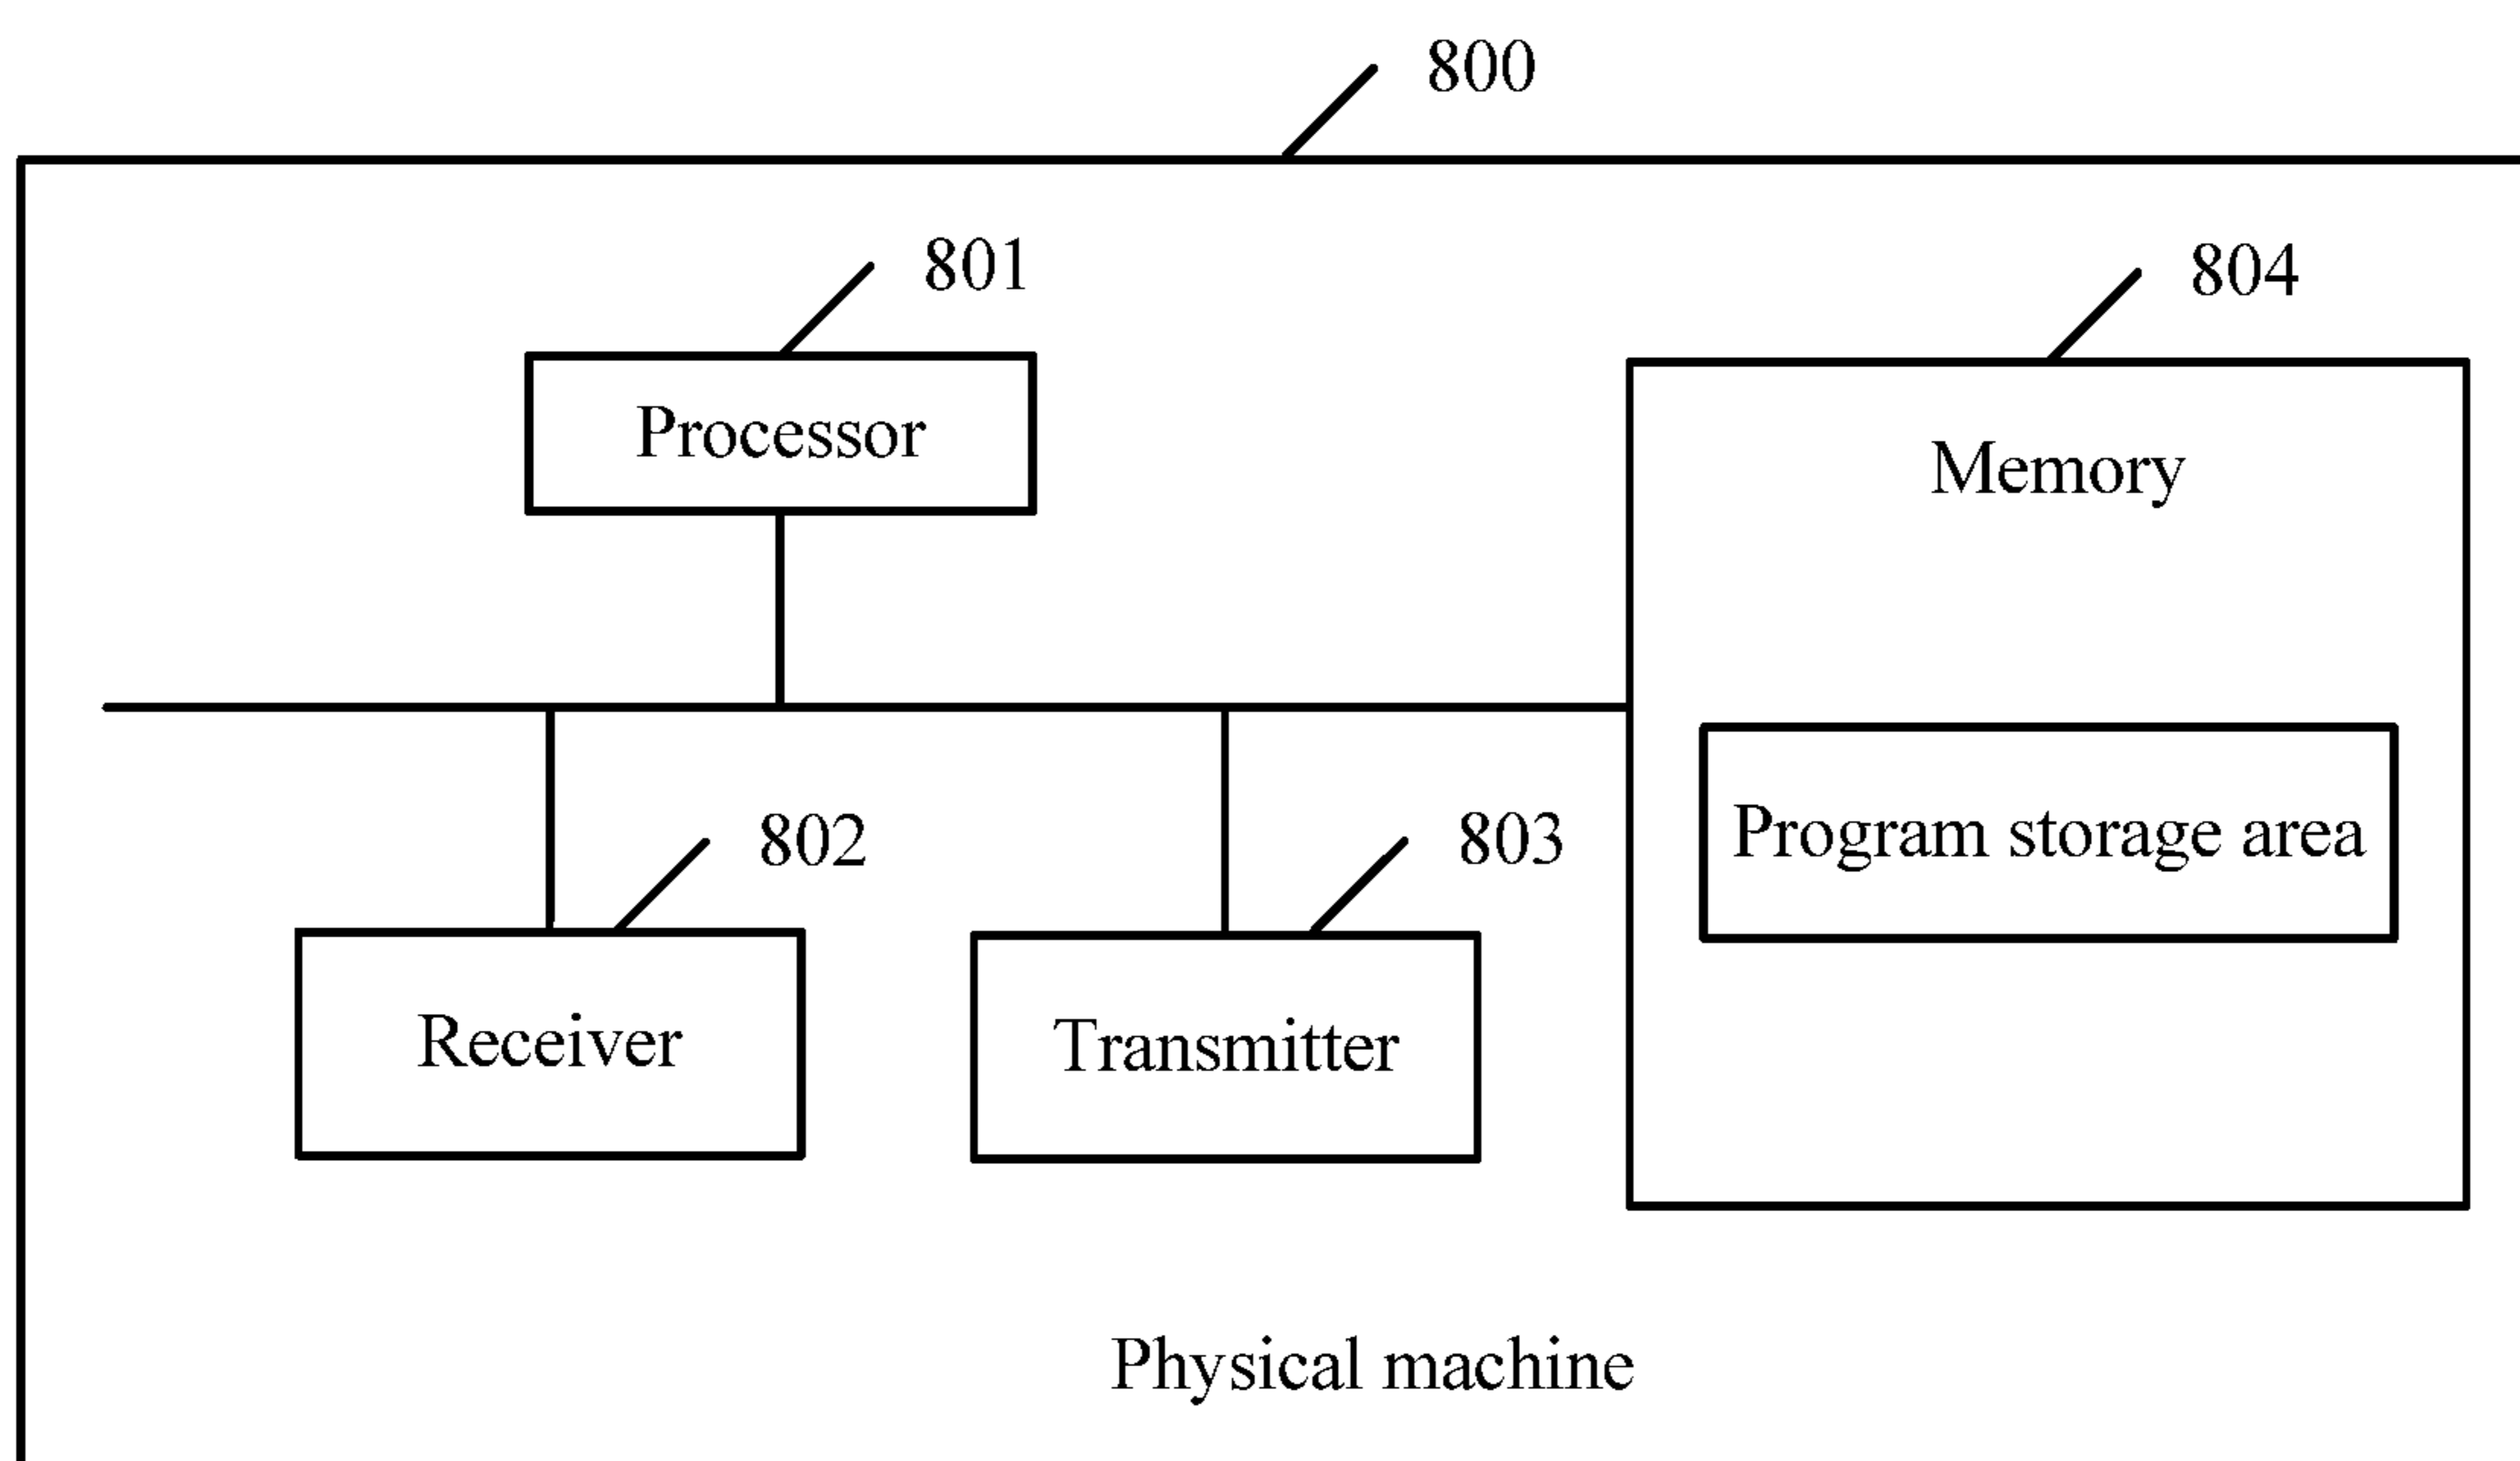 800
801
804
Processor
Memory
802
803
Program storage area
Receiver
Transmitter
Physical machine